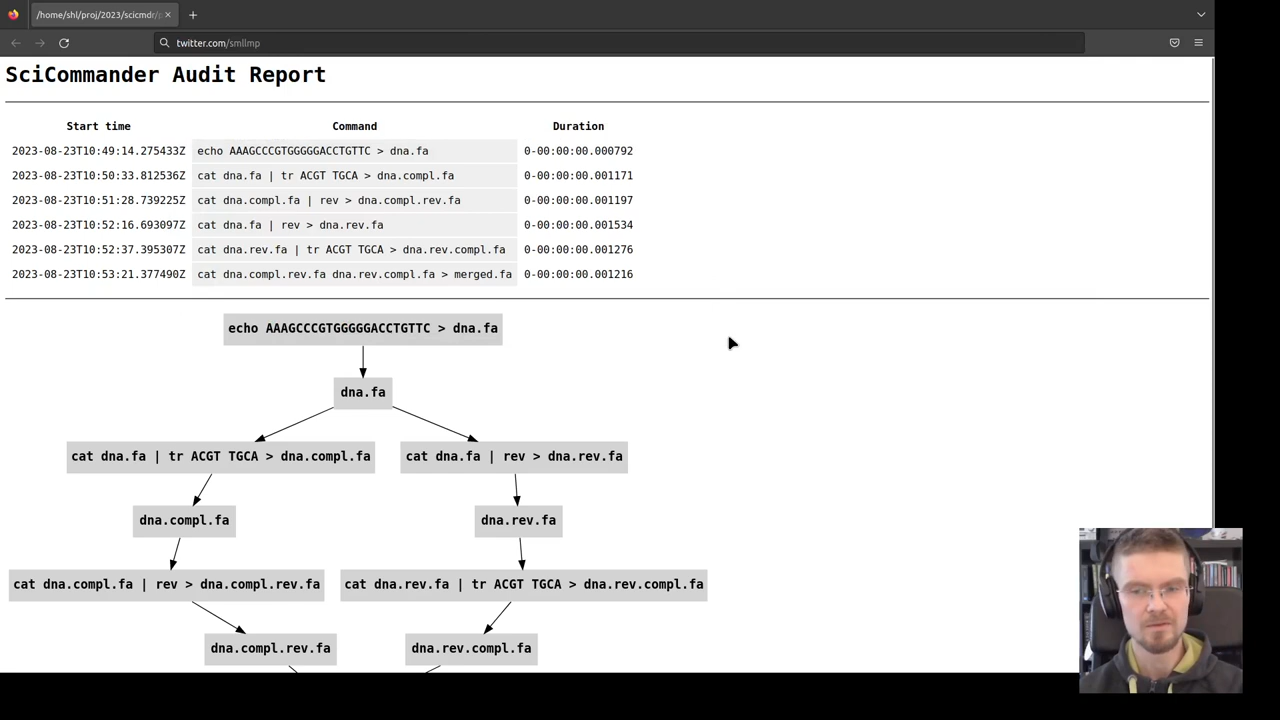 /home/shl/proj/2023/scicmdr/
twitter.com/smllmp
SciCommander Audit Report
Start time Command Duration
2023-08-23T10:49:14.275433Z echo AAAGCCCGTGGGGGACCTGTTC > dna.fa 0-00:00:00.000792
2023-08-23T10:50:33.812536Z cat dna.fa | tr ACGT TGCA > dna.compl.fa 0-00:00:00.001171
2023-08-23T10:51:28.739225Z cat dna.compl.fa | rev > dna.compl.rev.fa 0-00:00:00.001197
2023-08-23T10:52:16.693097Z cat dna.fa | rev > dna.rev.fa 0-00:00:00.001534
2023-08-23T10:52:37.395307Z cat dna.rev.fa | tr ACGT TGCA > dna.rev.compl.fa 0-00:00:00.001276
2023-08-23T10:53:21.377490Z cat dna.compl.rev.fa dna.rev.compl.fa > merged.fa 0-00:00:00.001216
echo AAAGCCCGTGGGGGACCTGTTC > dna.fa
dna.fa
cat dna.fa | tr ACGT TGCA > dna.compl.fa cat dna.fa | rev > dna.rev.fa
dna.compl.fa dna.rev.fa
cat dna.compl.fa | rev > dna.compl.rev.fa cat dna.rev.fa | tr ACGT TGCA > dna.rev.compl.fa
dna.compl.rev.fa dna.rev.compl.fa